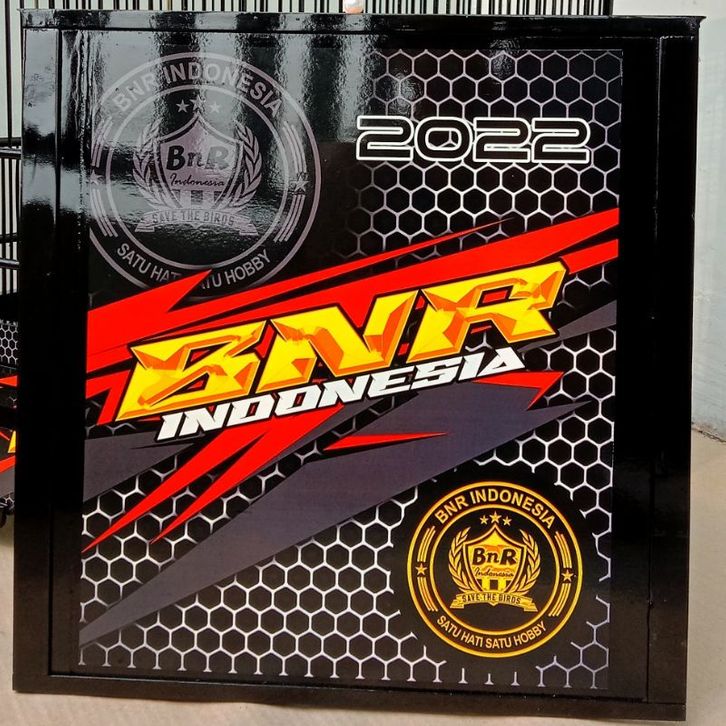 BNR INDONESIA
BnR
Indonesia
SAVE THE BIRDS
SATU HATI SATU HOBBY
2022
BNR
INDONESIA
BNR INDONESIA
BnR
Indonesia
SAVE THE BIRDS
SATU HATI SATU HOBBY